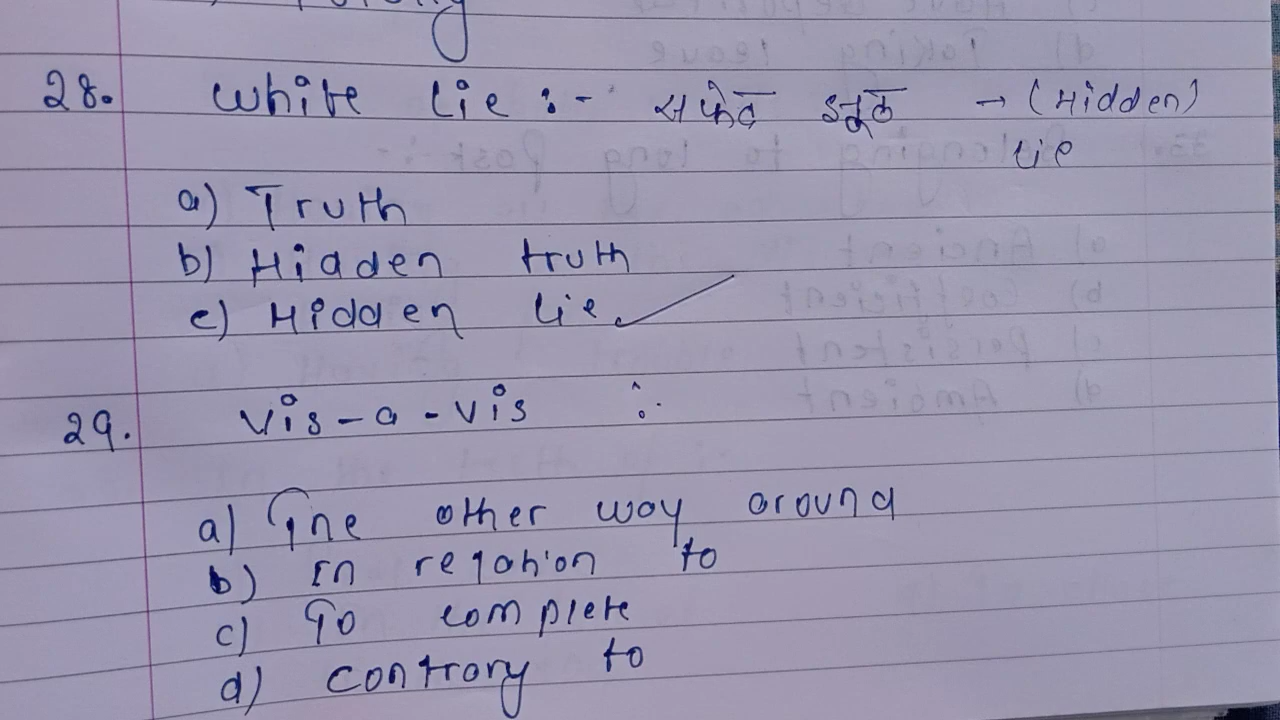 28. White Lie :- सफेद झूठ → (Hidden)
Lie
a) Truth
b) Hidden truth
c) Hidden Lie ✓
29. Vis-a-vis :
a) The other way around
b) In relation to
c) To complete
d) Contrary to